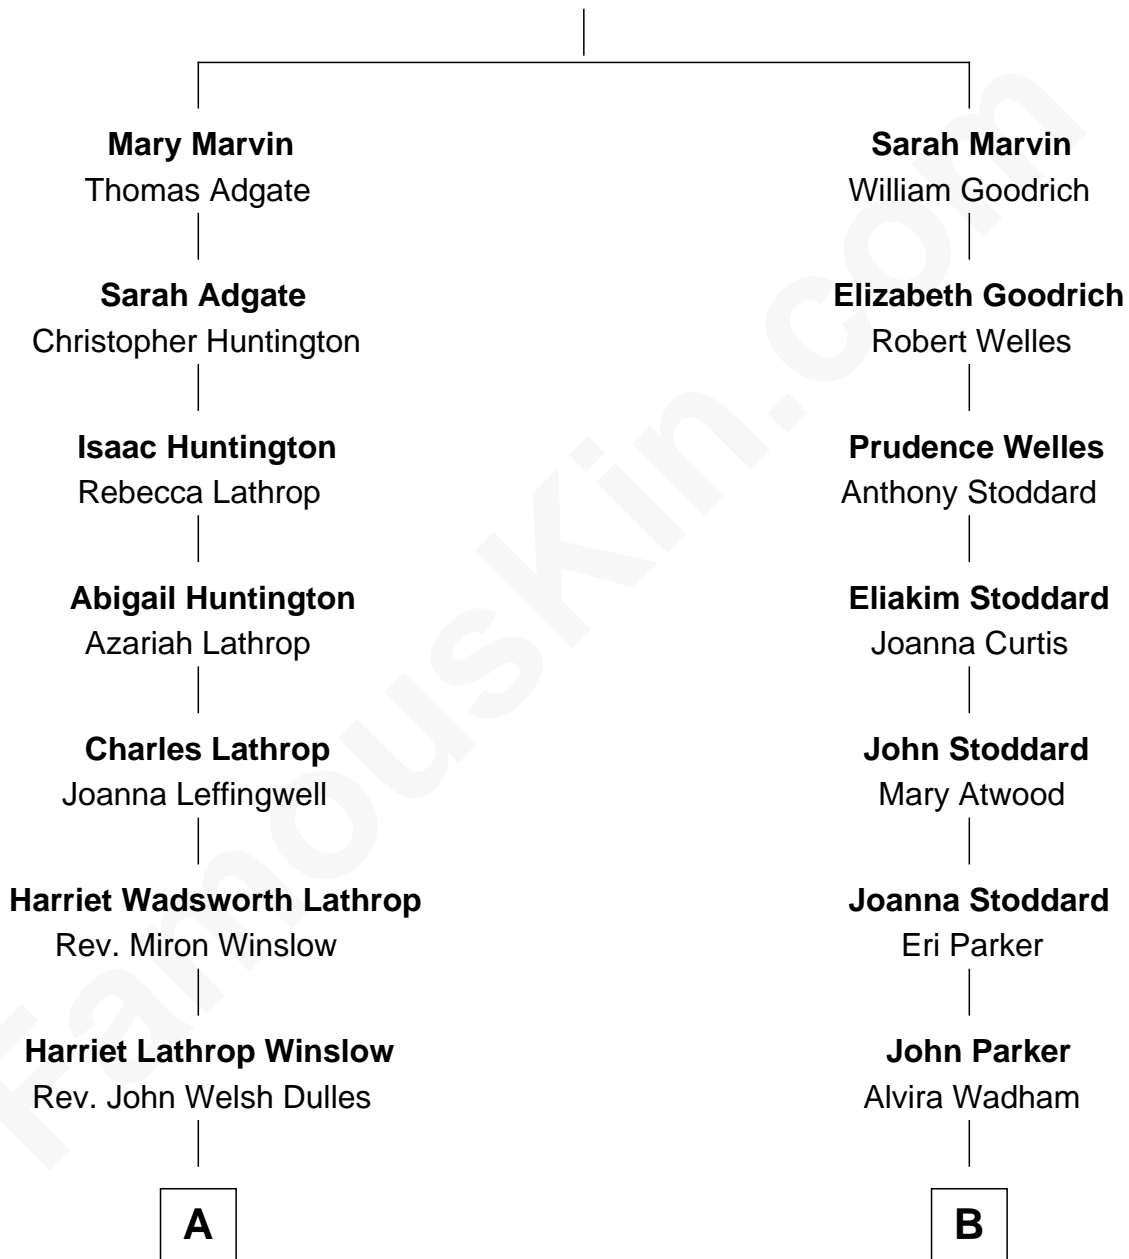 Mary Marvin
Thomas Adgate
Sarah Adgate
Christopher Huntington
Isaac Huntington
Rebecca Lathrop
Abigail Huntington
Azariah Lathrop
Charles Lathrop
Joanna Leffingwell
Harriet Wadsworth Lathrop
Rev. Miron Winslow
Harriet Lathrop Winslow
Rev. John Welsh Dulles
A
Sarah Marvin
William Goodrich
Elizabeth Goodrich
Robert Welles
Prudence Welles
Anthony Stoddard
Eliakim Stoddard
Joanna Curtis
John Stoddard
Mary Atwood
Joanna Stoddard
Eri Parker
John Parker
Alvira Wadham
B
FamousKin.com